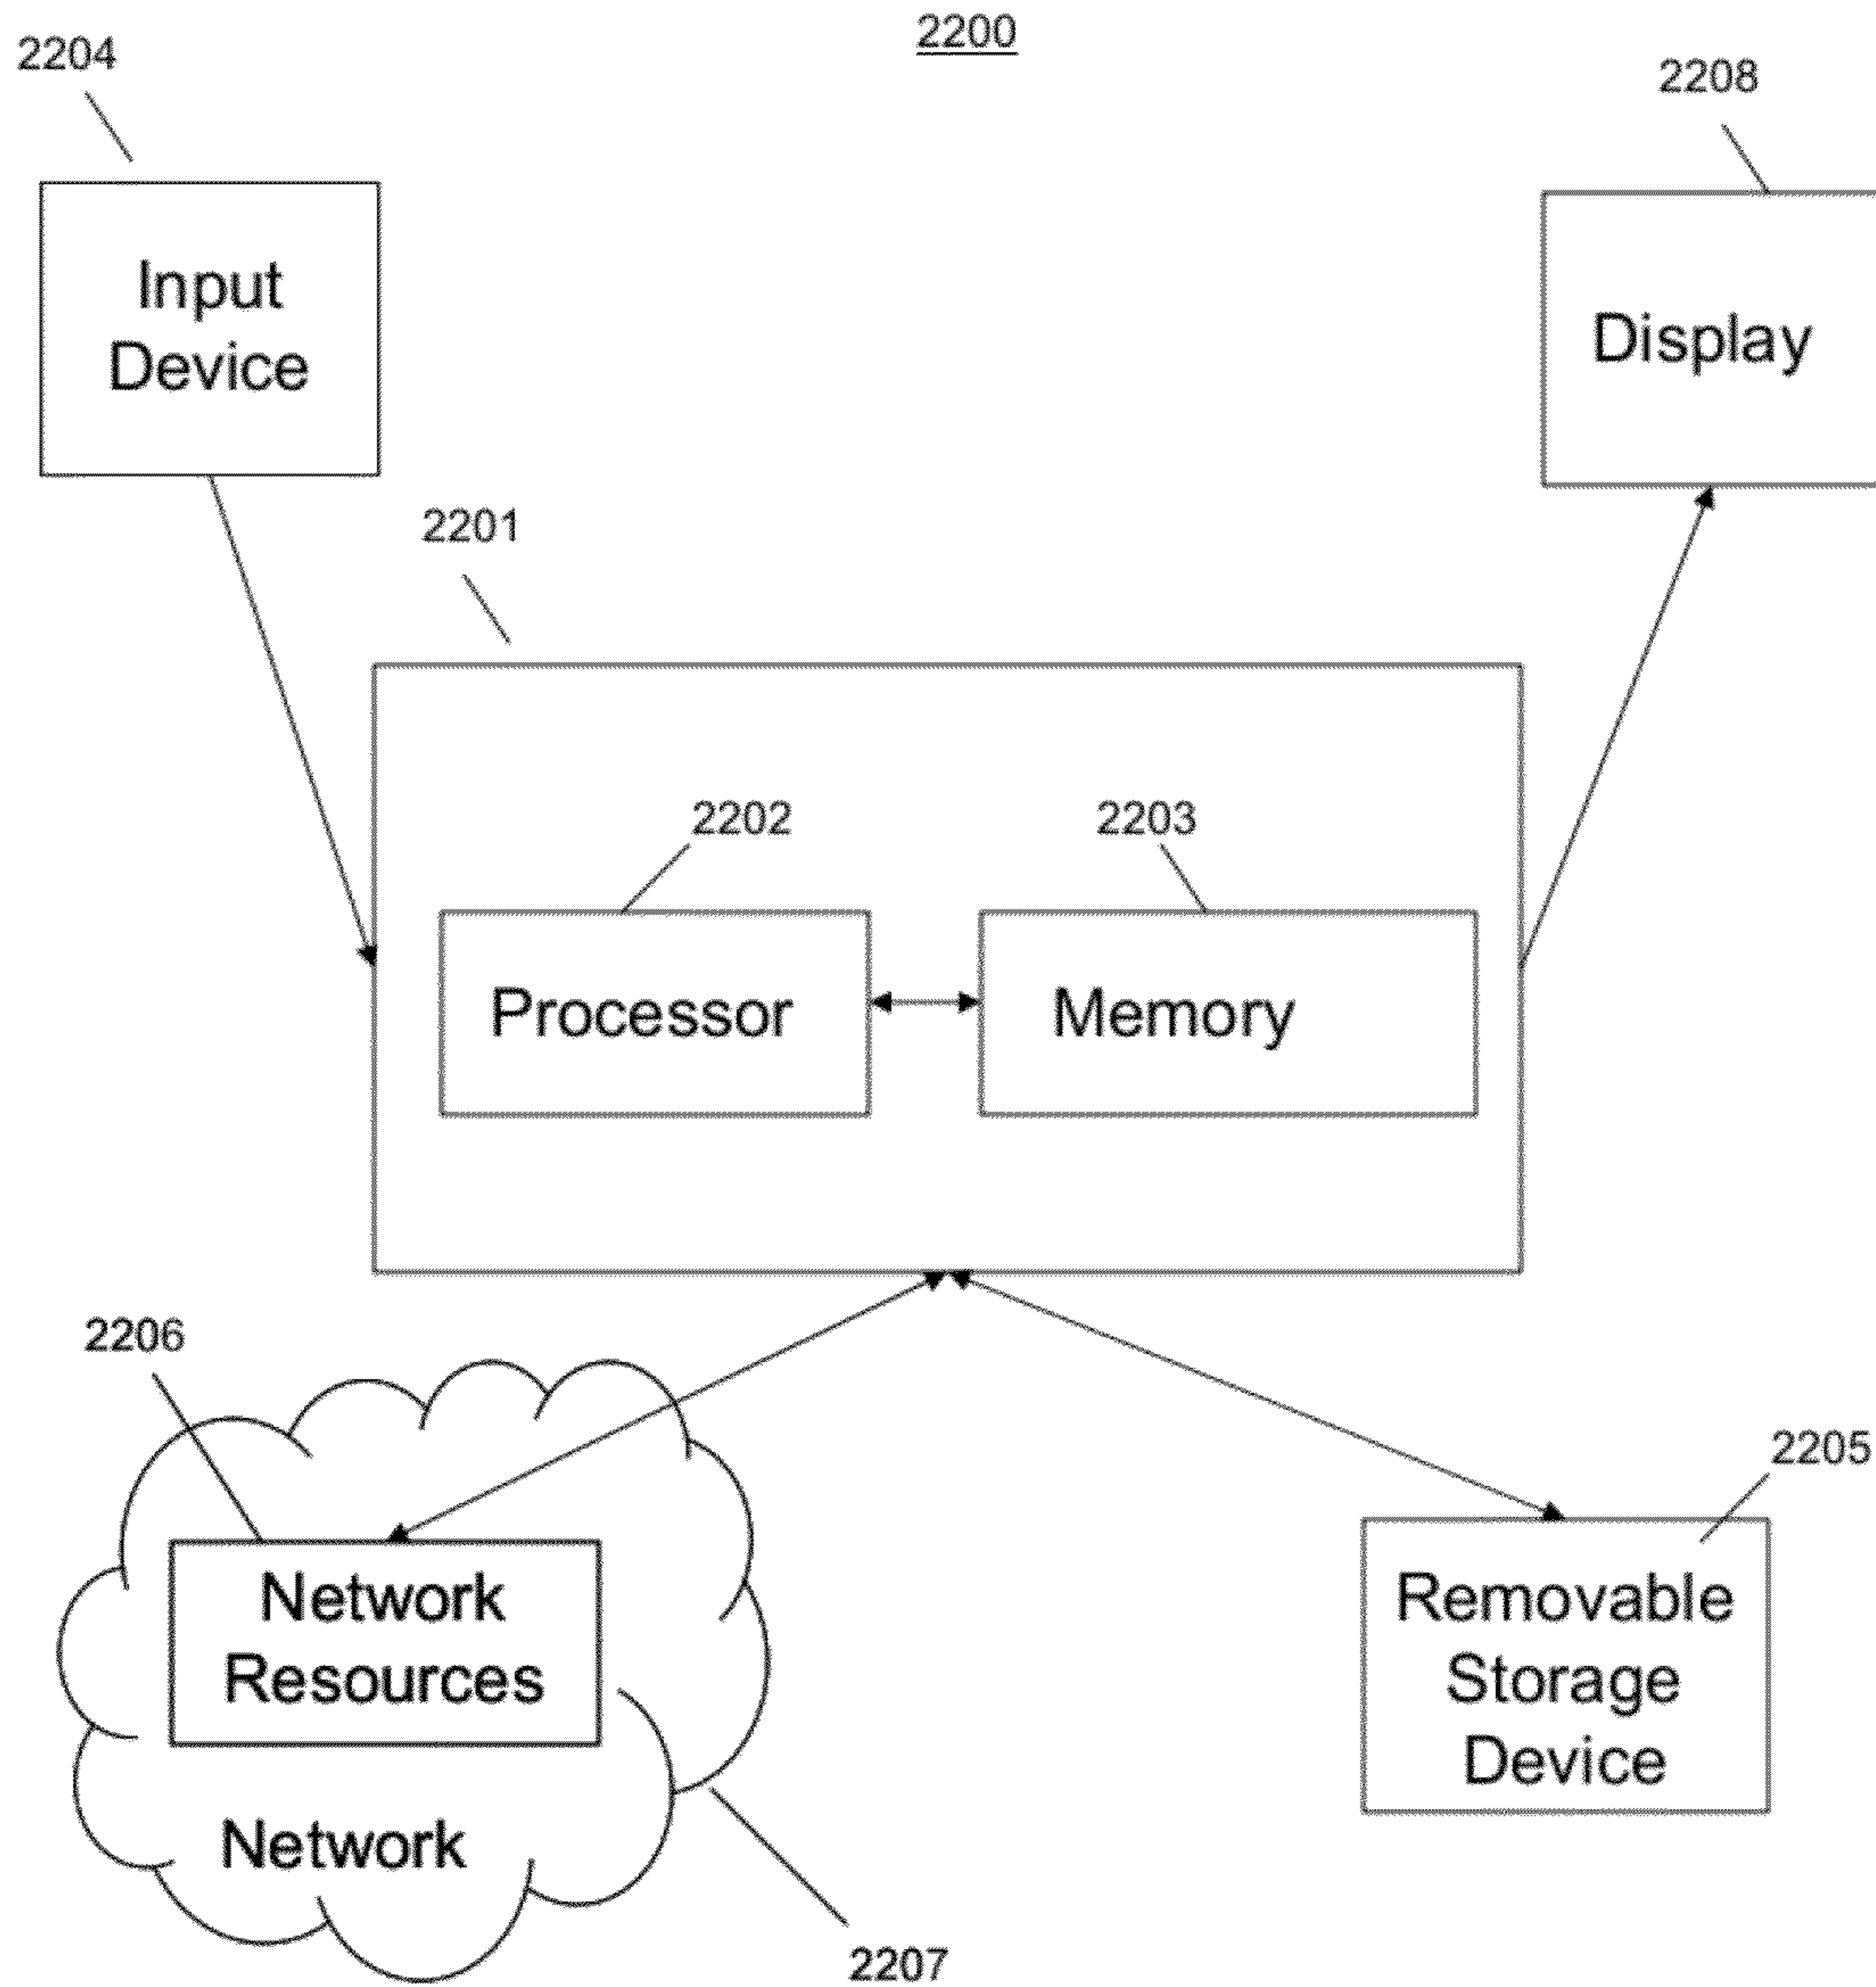 2200
2204
2208
Input
Device
Display
2201
2202
2203
Processor
Memory
2206
2205
Network
Resources
Removable
Storage
Device
Network
2207